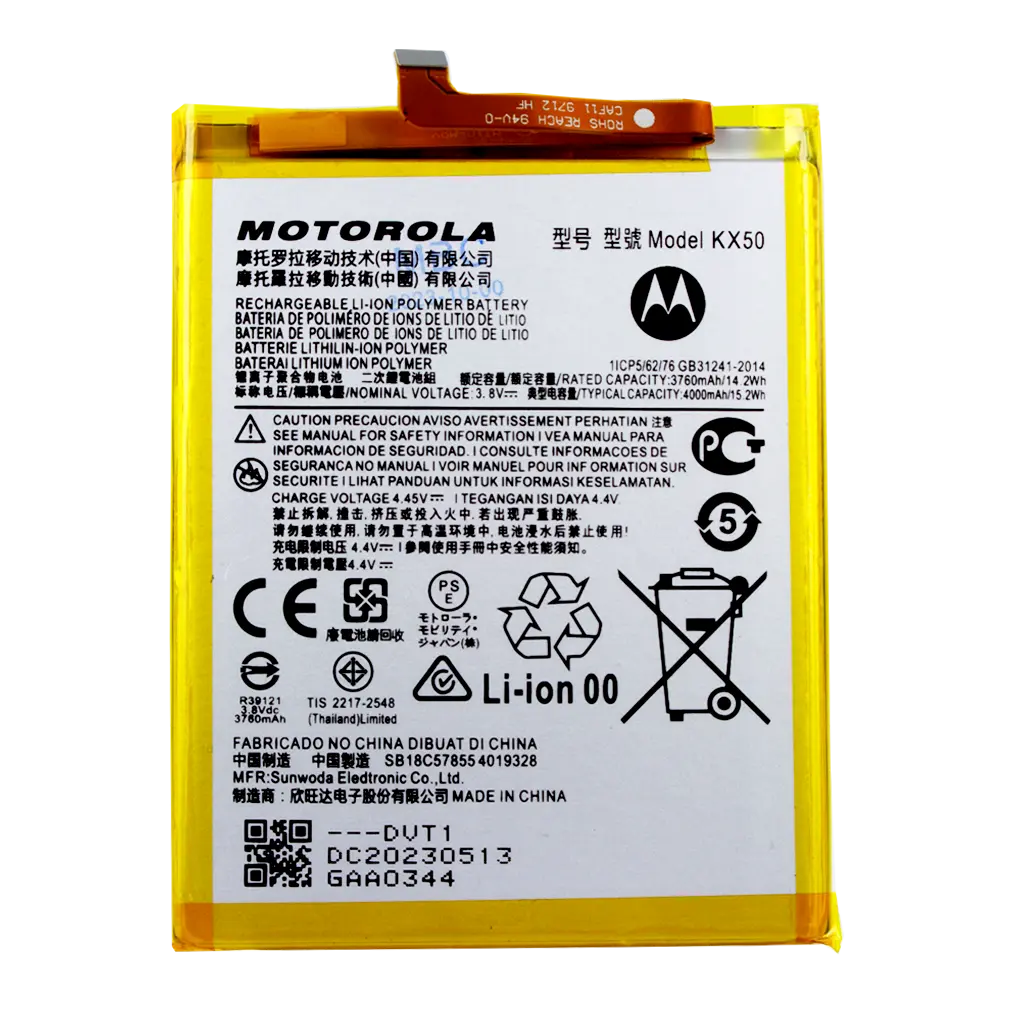 ROHS REACH 94V-0
CAF11 9712 HF
MOTOROLA
型号 型號 Model KX50
摩托罗拉移动技术(中国)有限公司
摩托羅拉移動技術(中國)有限公司
RECHARGEABLE LI-ION POLYMER BATTERY
BATERIA DE POLIMÉRO DE IONS DE LITIO DE LITIO
BATERIA DE POLIMERO DE IONS DE LÍTIO DE LITIO
BATTERIE LITHILIN-ION POLYMER
BATERAI LITHIUM ION POLYMER
1ICP5/62/76 GB31241-2014
锂离子聚合物电池 二次鋰電池組 额定容量/額定容量/RATED CAPACITY:3760mAh/14.2Wh
标称电压/標稱電壓/NOMINAL VOLTAGE:3.8V⎓ 典型电容量/TYPICAL CAPACITY:4000mAh/15.2Wh
CAUTION PRECAUCION AVISO AVERTISSEMENT PERHATIAN 注意
SEE MANUAL FOR SAFETY INFORMATION I VEA MANUAL PARA
INFORMACION DE SEGURIDAD. I CONSULTE INFORMACOES DE
SEGURANCA NO MANUAL I VOIR MANUEL POUR INFORMATION SUR
SECURITE I LIHAT PANDUAN UNTUK INFORMASI KESELAMATAN.
CHARGE VOLTAGE 4.45V⎓ I TEGANGAN ISI DAYA 4.4V.
禁止拆解, 撞击, 挤压或投入火中. 若出现严重鼓胀,
请勿继续使用, 请勿置于高温环境中, 电池浸水后禁止使用!
充电限制电压 4.4V⎓ I 參閱使用手冊中安全性能須知。
充電限制電壓4.4V⎓
PCT
5
CE
廢電池請回收
PS
E
モトローラ・
モビリティ・
ジャパン(株)
Li-ion 00
R39121
3.8Vdc
3760mAh
TIS 2217-2548
(Thailand)Limited
FABRICADO NO CHINA DIBUAT DI CHINA
中国制造 中國製造 SB18C57855 4019328
MFR:Sunwoda Eledtronic Co.,Ltd.
制造商：欣旺达电子股份有限公司 MADE IN CHINA
---DVT1
DC20230513
GAA0344